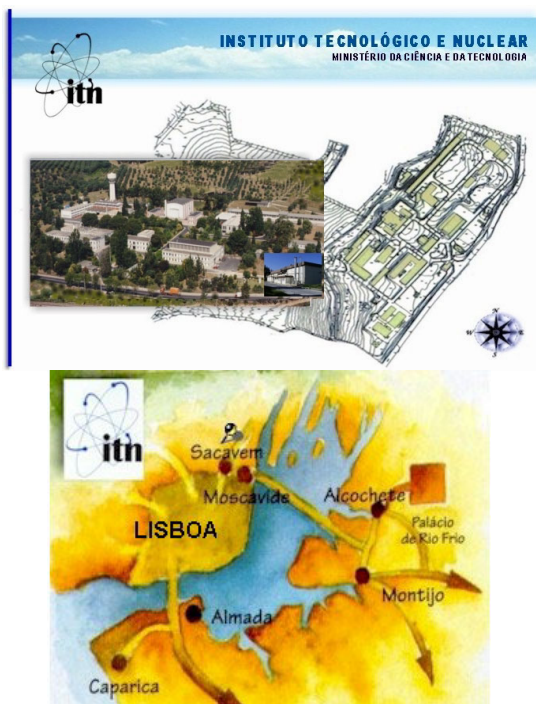 INSTITUTO TECNOLÓGICO E NUCLEAR
MINISTÉRIO DA CIÊNCIA E DA TECNOLOGIA
itn
N
W
E
S
itn
Sacavem
Moscavide
Alcochete
LISBOA
Palácio
de Rio Frio
Montijo
Almada
Caparica